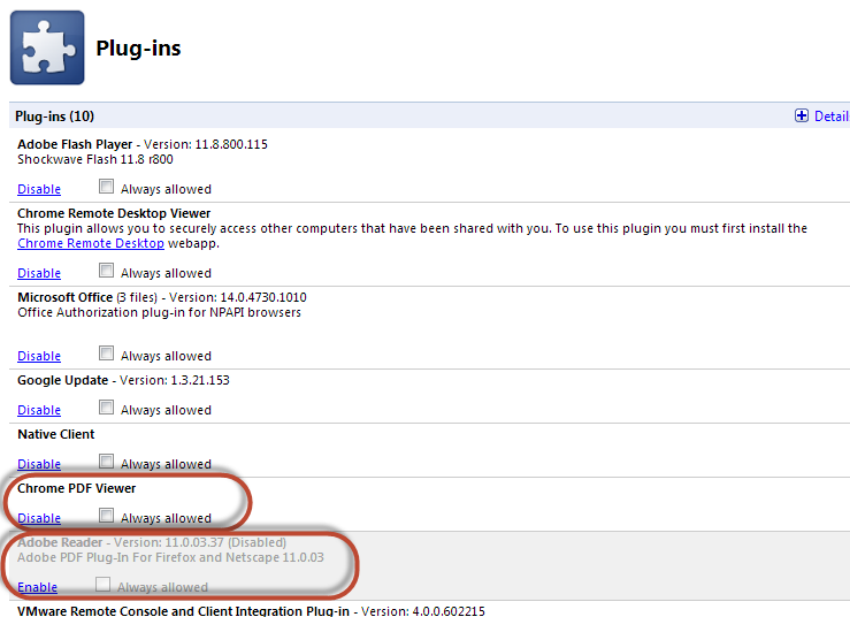 Plug-ins
Plug-ins (10)
Detail
Adobe Flash Player - Version: 11.8.800.115
Shockwave Flash 11.8 r800
Disable Always allowed
Chrome Remote Desktop Viewer
This plugin allows you to securely access other computers that have been shared with you. To use this plugin you must first install the
Chrome Remote Desktop webapp.
Disable Always allowed
Microsoft Office (3 files) - Version: 14.0.4730.1010
Office Authorization plug-in for NPAPI browsers
Disable Always allowed
Google Update - Version: 1.3.21.153
Disable Always allowed
Native Client
Disable Always allowed
Chrome PDF Viewer
Disable Always allowed
Adobe Reader - Version: 11.0.03.37 (Disabled)
Adobe PDF Plug-In For Firefox and Netscape 11.0.03
Enable Always allowed
VMware Remote Console and Client Integration Plug-in - Version: 4.0.0.602215